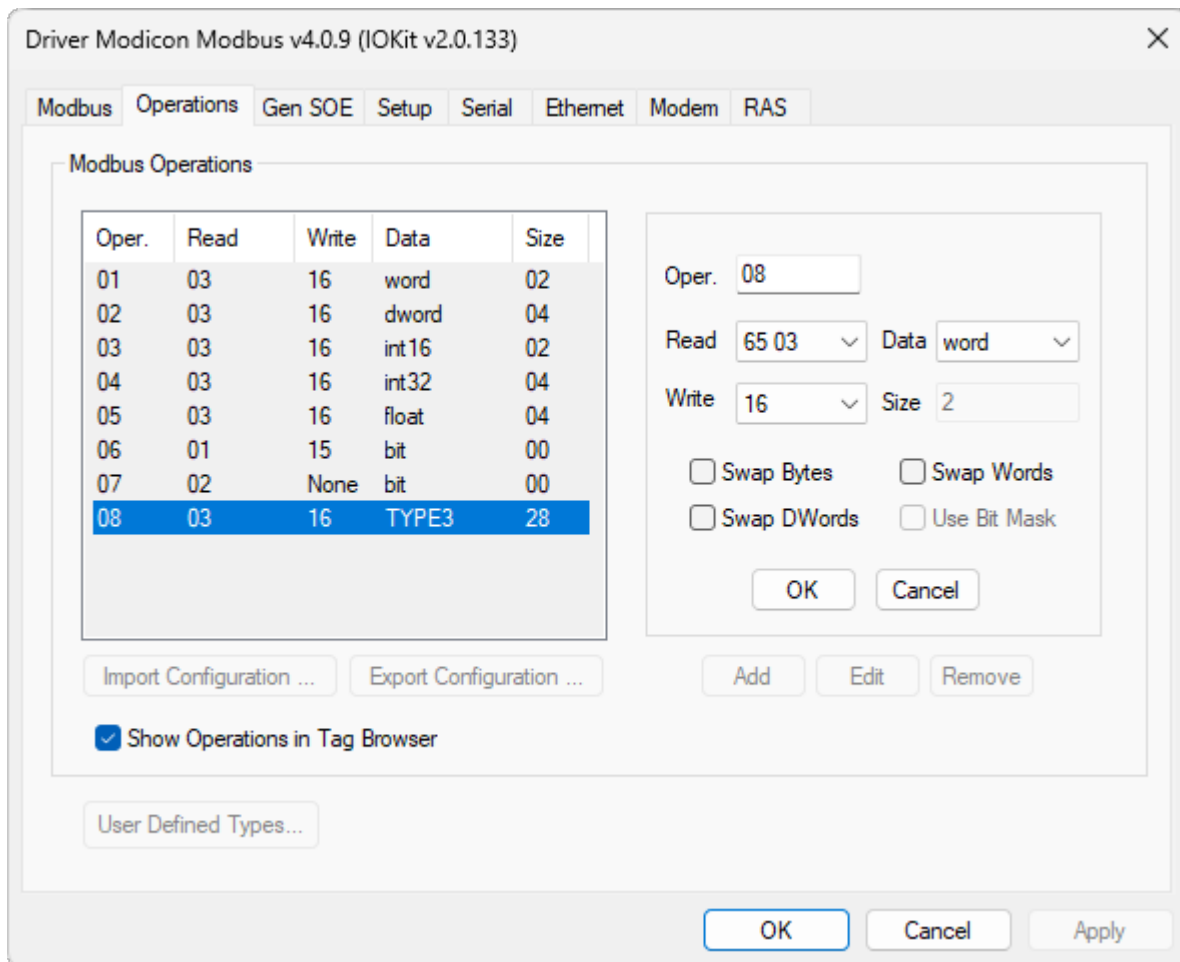 Driver Modicon Modbus v4.0.9 (IOKit v2.0.133)
Modbus Operations Gen SOE Setup Serial Ethernet Modem RAS
Modbus Operations
Oper. Read Write Data Size
01 03 16 word 02
02 03 16 dword 04
03 03 16 int16 02
04 03 16 int32 04
05 03 16 float 04
06 01 15 bit 00
07 02 None bit 00
08 03 16 TYPE3 28
Oper. 08
Read 65 03 Data word
Write 16 Size 2
Swap Bytes Swap Words
Swap DWords Use Bit Mask
OK Cancel
Import Configuration ... Export Configuration ... Add Edit Remove
Show Operations in Tag Browser
User Defined Types...
OK Cancel Apply